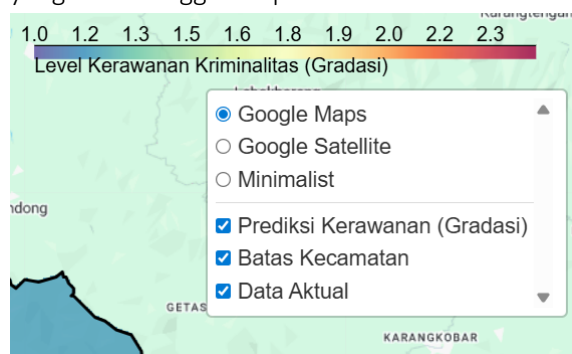 1.0 1.2 1.3 1.5 1.6 1.8 1.9 2.0 2.2 2.3
Level Kerawanan Kriminalitas (Gradasi)
Google Maps
Google Satellite
Minimalist
ndong
Prediksi Kerawanan (Gradasi)
Batas Kecamatan
Data Aktual
GETAS
KARANGKOBAR